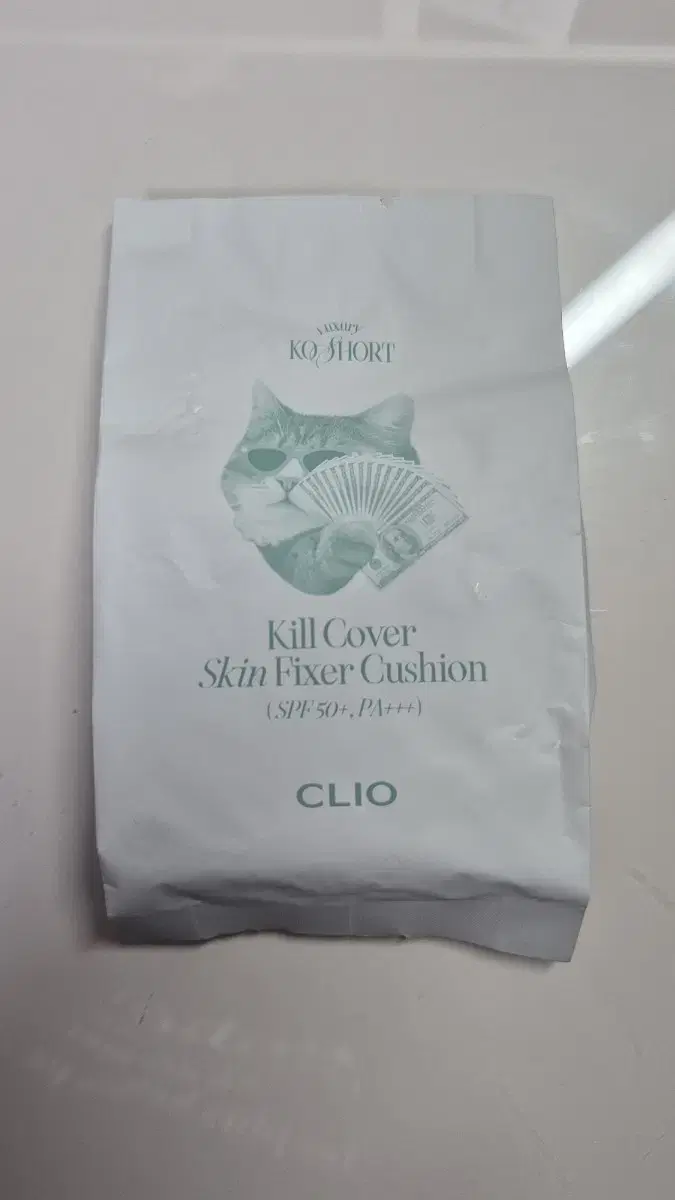 Luxury
KOSHORT
Kill Cover
Skin Fixer Cushion
(SPF 50+, PA+++)
CLIO